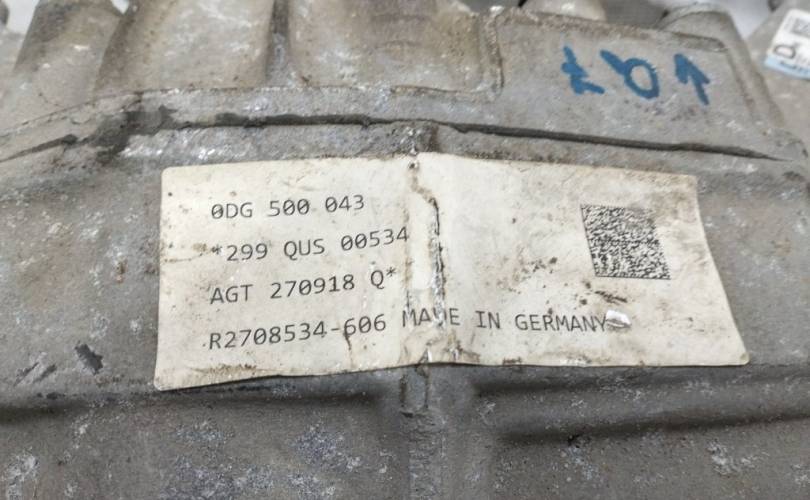 0DG 500 043
*299 QUS 00534
AGT 270918 Q*
R2708534-606 MADE IN GERMANY